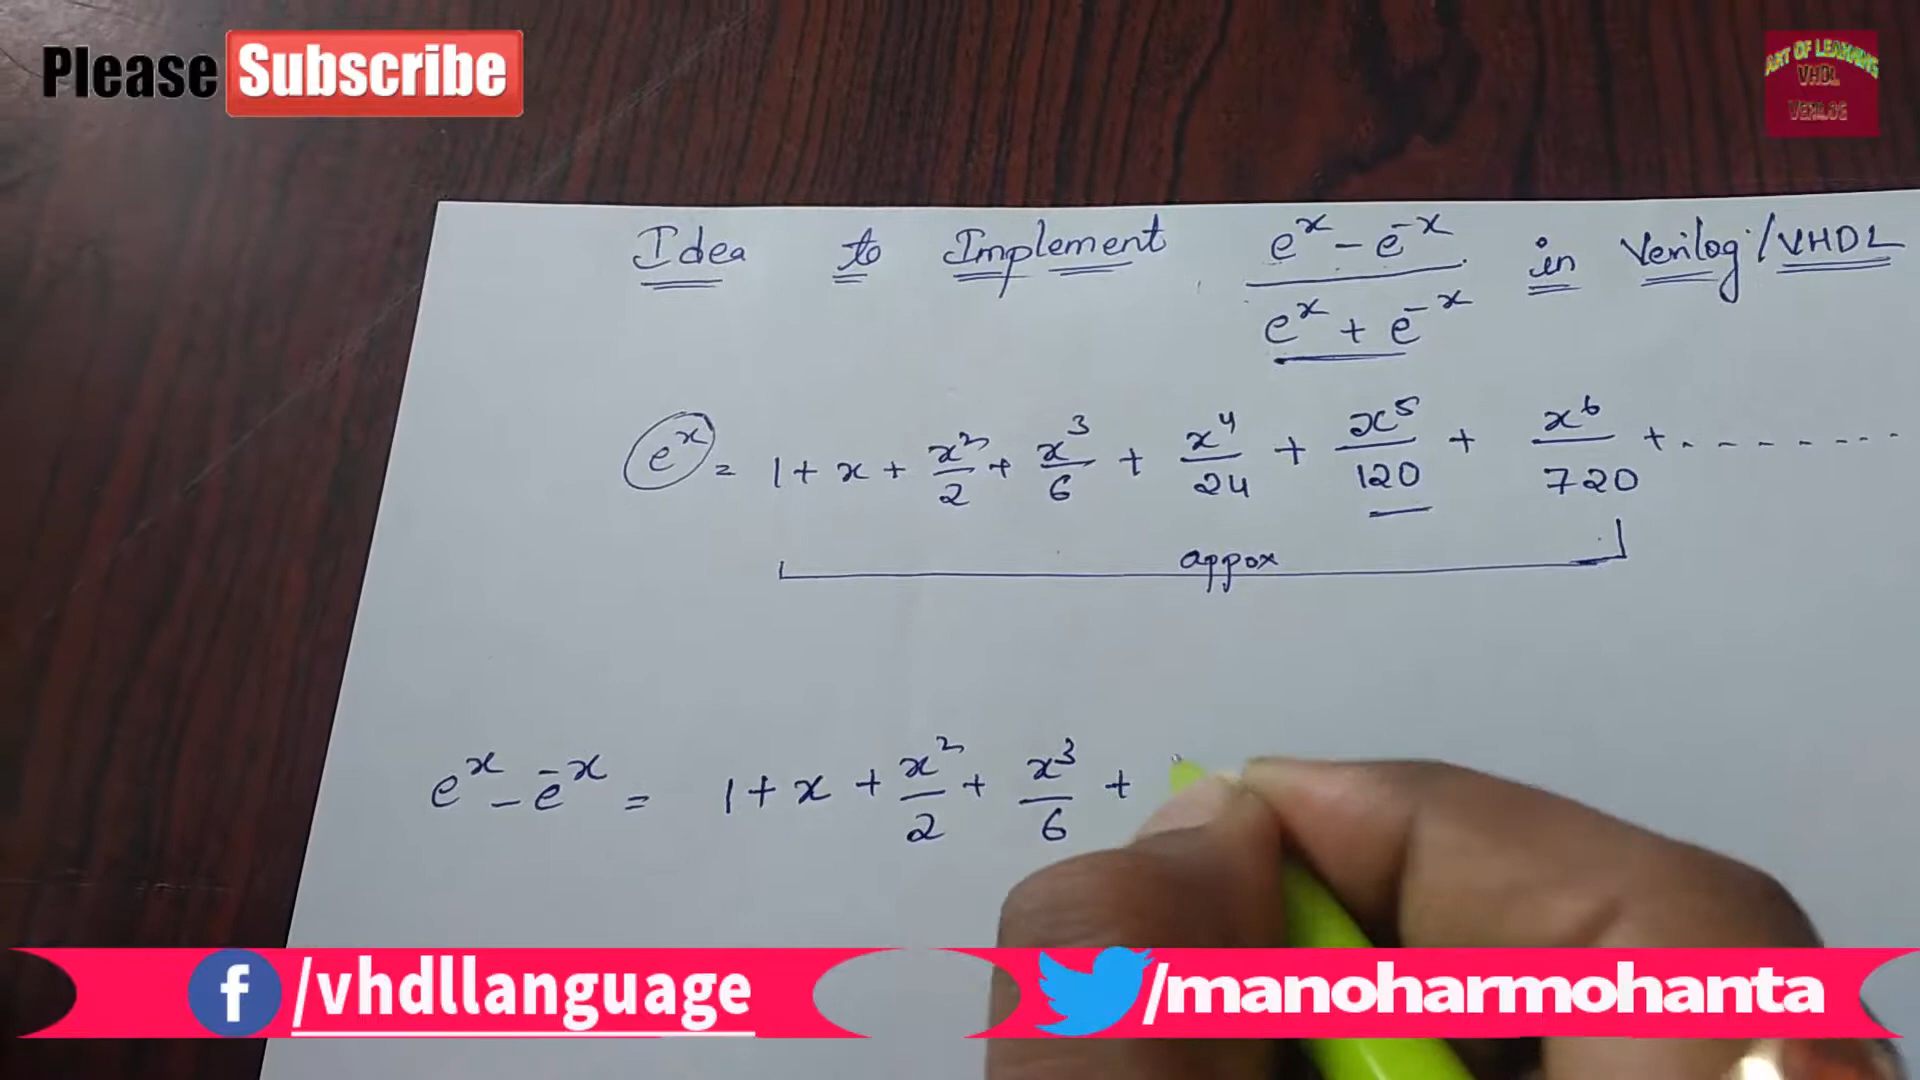 Please Subscribe
ART OF LEARNING
VHDL
VERILOG
Idea to Implement (e^x - e^-x)/(e^x + e^-x) in Verilog/VHDL
e^x = 1 + x + x^2/2 + x^3/6 + x^4/24 + x^5/120 + x^6/720 + - - - - - - - -
appox
e^x - e^-x = 1 + x + x^2/2 + x^3/6 +
/vhdllanguage
/manoharmohanta